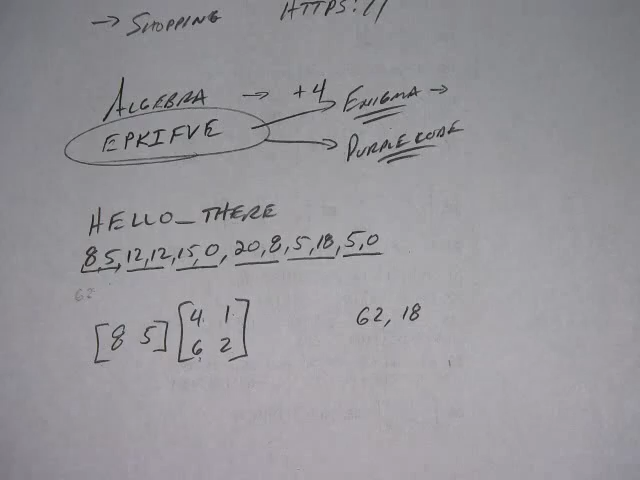 → SHOPPING HTTPS://
ALGEBRA → +4 ENIGMA →
EPKIFVE PURPLE CODE
HELLO_THERE
8,5,12,12,15,0,20,8,5,18,5,0
62
[8 5] [4 1
6 2] 62, 18